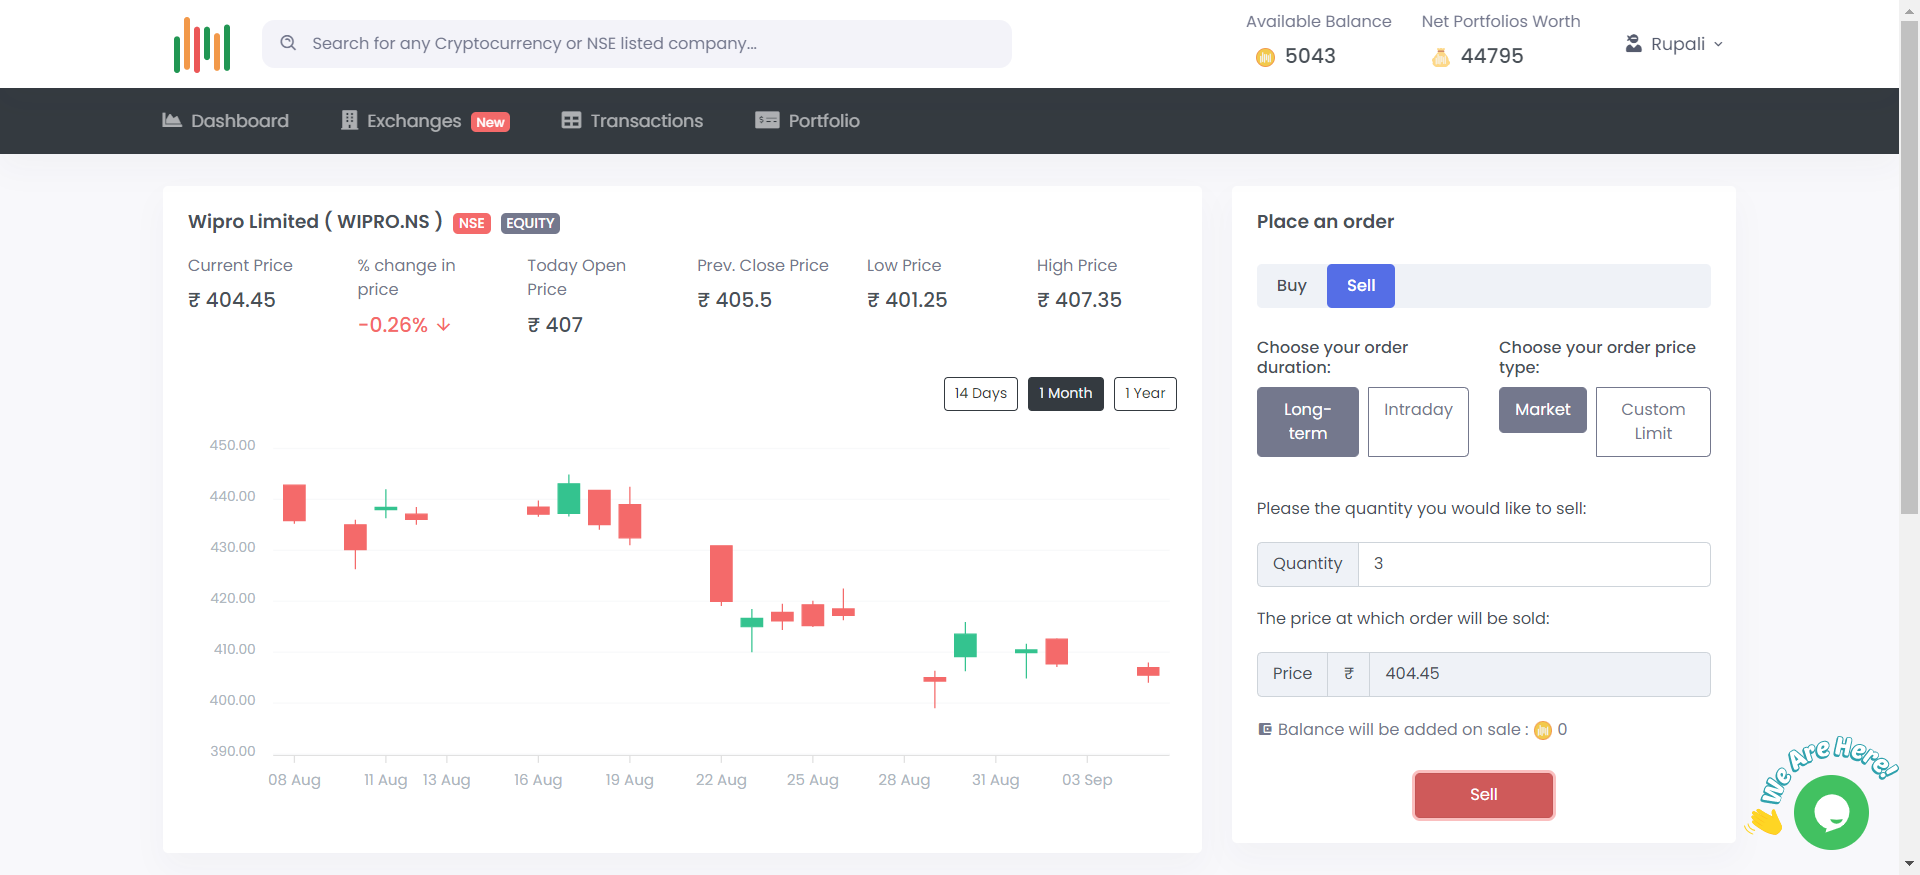 Search for any Cryptocurrency or NSE listed company...
Available Balance
5043
Net Portfolios Worth
44795
Rupali
Dashboard
Exchanges New
Transactions
Portfolio
Wipro Limited ( WIPRO.NS ) NSE EQUITY
Current Price
₹ 404.45
% change in
price
-0.26% ↓
Today Open
Price
₹ 407
Prev. Close Price
₹ 405.5
Low Price
₹ 401.25
High Price
₹ 407.35
14 Days
1 Month
1 Year
450.00
440.00
430.00
420.00
410.00
400.00
390.00
08 Aug
11 Aug
13 Aug
16 Aug
19 Aug
22 Aug
25 Aug
28 Aug
31 Aug
03 Sep
Place an order
Buy
Sell
Choose your order
duration:
Long-
term
Intraday
Choose your order price
type:
Market
Custom
Limit
Please the quantity you would like to sell:
Quantity
3
The price at which order will be sold:
Price
₹
404.45
Balance will be added on sale : 0
Sell
We Are Here!